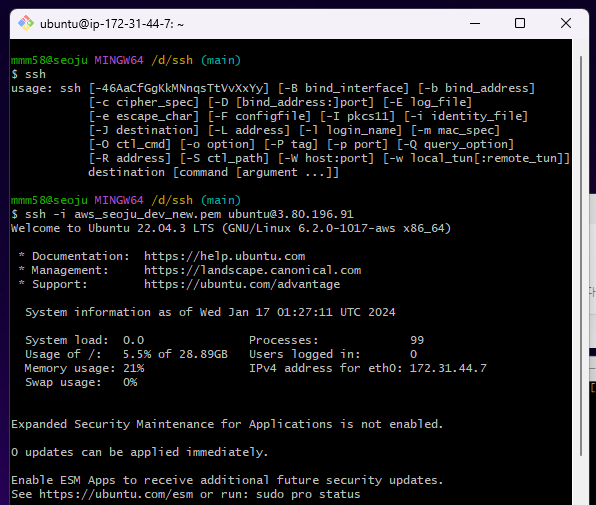 ubuntu@ip-172-31-44-7: ~
mmm58@seoju MINGW64 /d/ssh (main)
$ ssh
usage: ssh [-46AaCfGgKkMNnqsTtVvXxYy] [-B bind_interface] [-b bind_address]
           [-c cipher_spec] [-D [bind_address:]port] [-E log_file]
           [-e escape_char] [-F configfile] [-I pkcs11] [-i identity_file]
           [-J destination] [-L address] [-l login_name] [-m mac_spec]
           [-O ctl_cmd] [-o option] [-P tag] [-p port] [-Q query_option]
           [-R address] [-S ctl_path] [-W host:port] [-w local_tun[:remote_tun]]
           destination [command [argument ...]]
mmm58@seoju MINGW64 /d/ssh (main)
$ ssh -i aws_seoju_dev_new.pem ubuntu@3.80.196.91
Welcome to Ubuntu 22.04.3 LTS (GNU/Linux 6.2.0-1017-aws x86_64)
 * Documentation:  https://help.ubuntu.com
 * Management:     https://landscape.canonical.com
 * Support:        https://ubuntu.com/advantage
  System information as of Wed Jan 17 01:27:11 UTC 2024
  System load:  0.0               Processes:             99
  Usage of /:   5.5% of 28.89GB   Users logged in:       0
  Memory usage: 21%               IPv4 address for eth0: 172.31.44.7
  Swap usage:   0%
Expanded Security Maintenance for Applications is not enabled.
0 updates can be applied immediately.
Enable ESM Apps to receive additional future security updates.
See https://ubuntu.com/esm or run: sudo pro status